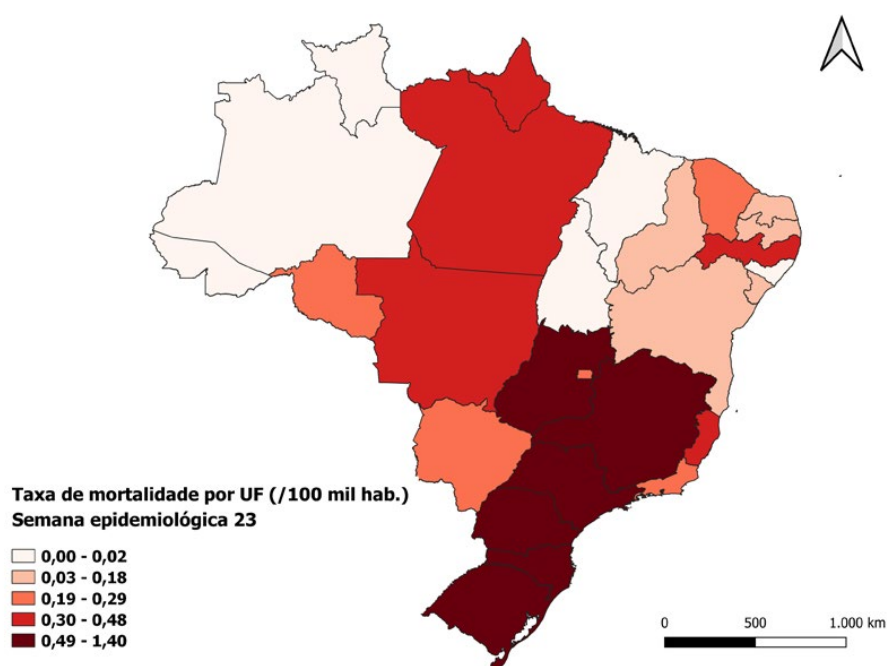 Taxa de mortalidade por UF (/100 mil hab.)
Semana epidemiológica 23
0,00 - 0,02
0,03 - 0,18
0,19 - 0,29
0,30 - 0,48
0,49 - 1,40
0 500 1.000 km